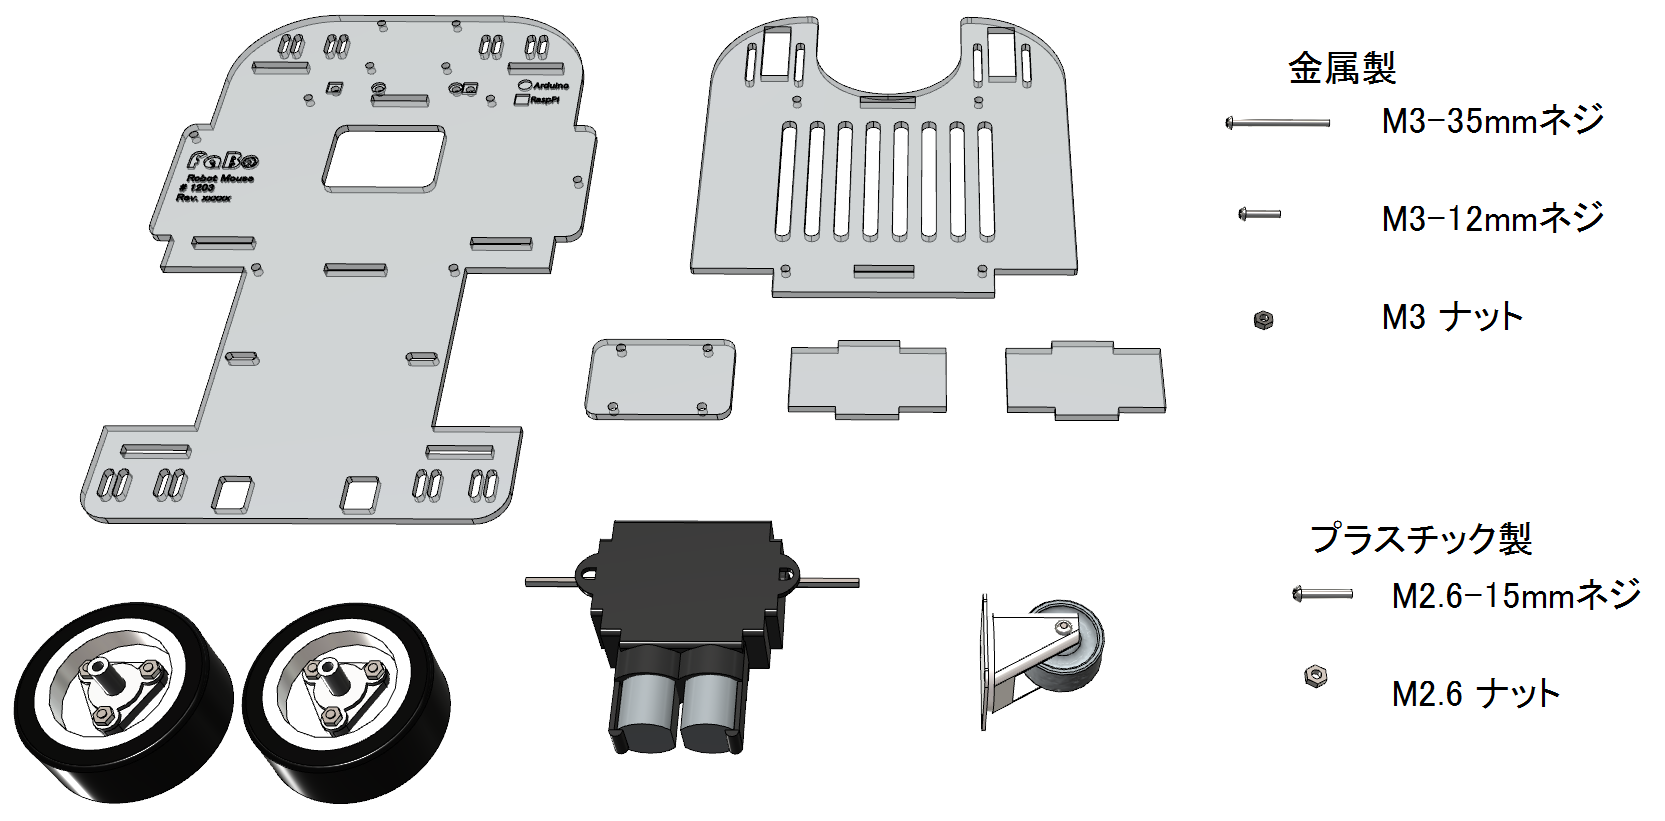 Arduino
RaspPi
FaBo
Robot Mouse
# 1203
Rev. xxxxx
金属製
M3-35mmネジ
M3-12mmネジ
M3 ナット
プラスチック製
M2.6-15mmネジ
M2.6 ナット